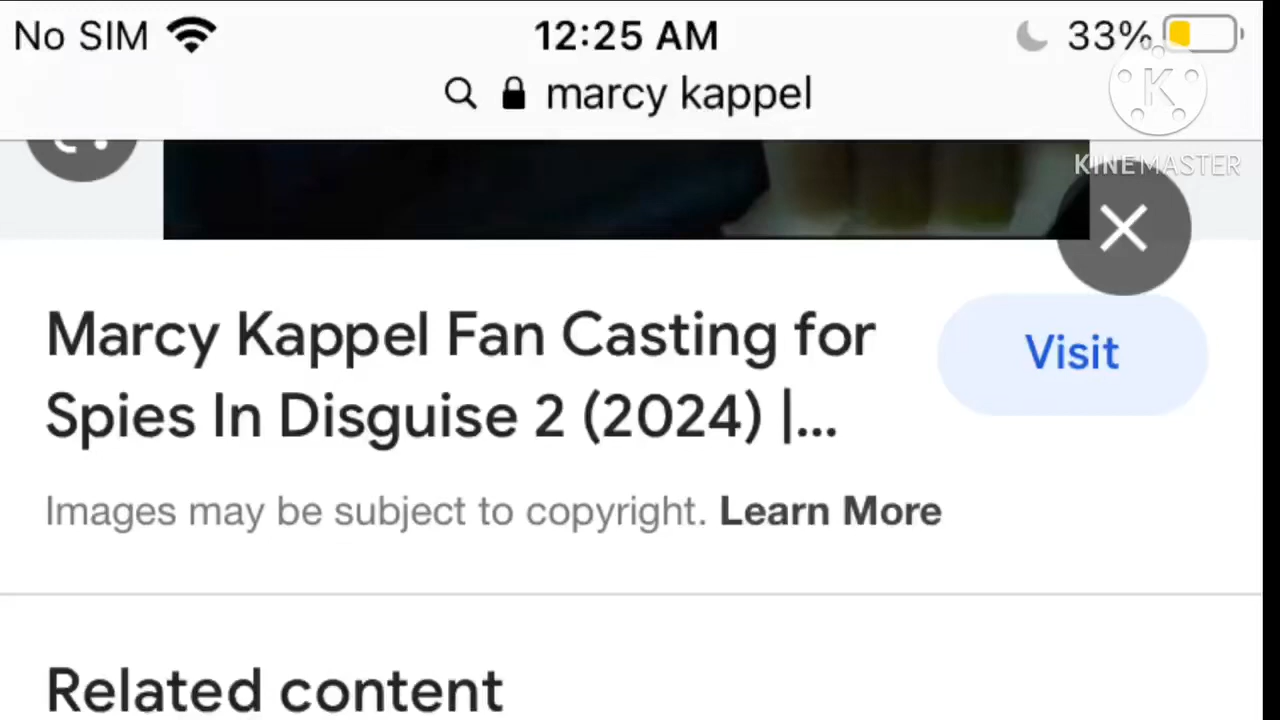 No SIM 12:25 AM 33%
marcy kappel
K
KINEMASTER
Marcy Kappel Fan Casting for
Spies In Disguise 2 (2024) |...
Visit
Images may be subject to copyright. Learn More
Related content